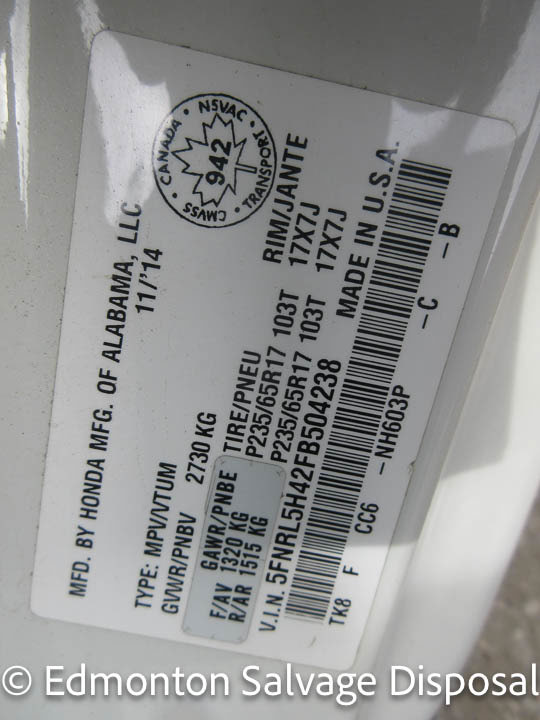 MFD. BY HONDA MFG. OF ALABAMA, LLC
11/'14
TYPE: MPV/VTUM
GVWR/PNBV 2730 KG
CANADA • NSVAC • TRANSPORT • CMVSS •
942
GAWR/PNBE TIRE/PNEU RIM/JANTE
F/AV 1320 KG P235/65R17 103T 17X7J
R/AR 1515 KG P235/65R17 103T 17X7J
V.I.N. 5FNRL5H42FB504238 MADE IN U.S.A.
TK8 F CC6 -NH603P -C -B
© Edmonton Salvage Disposal